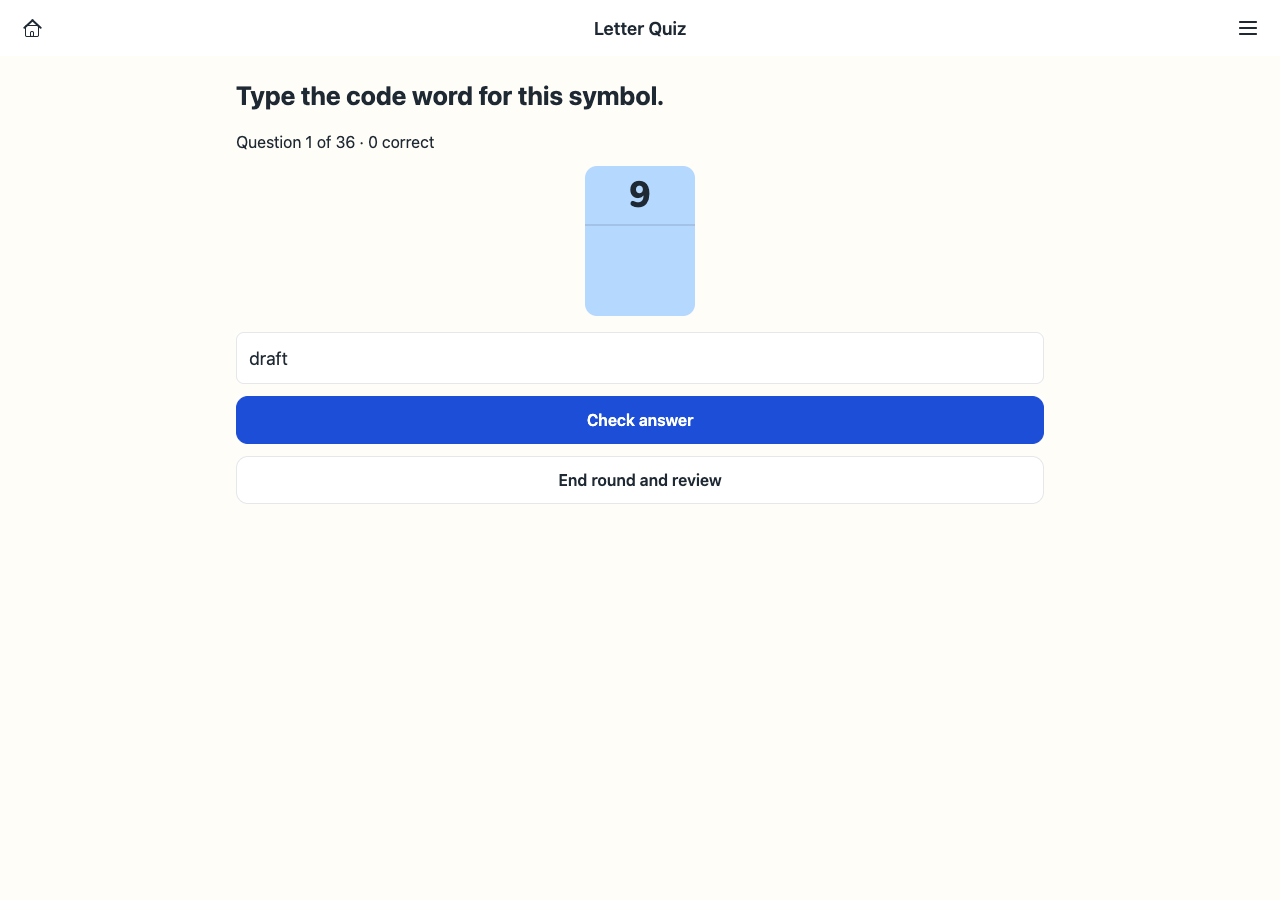 Letter Quiz
Type the code word for this symbol.
Question 1 of 36 · 0 correct
9
draft
Check answer
End round and review